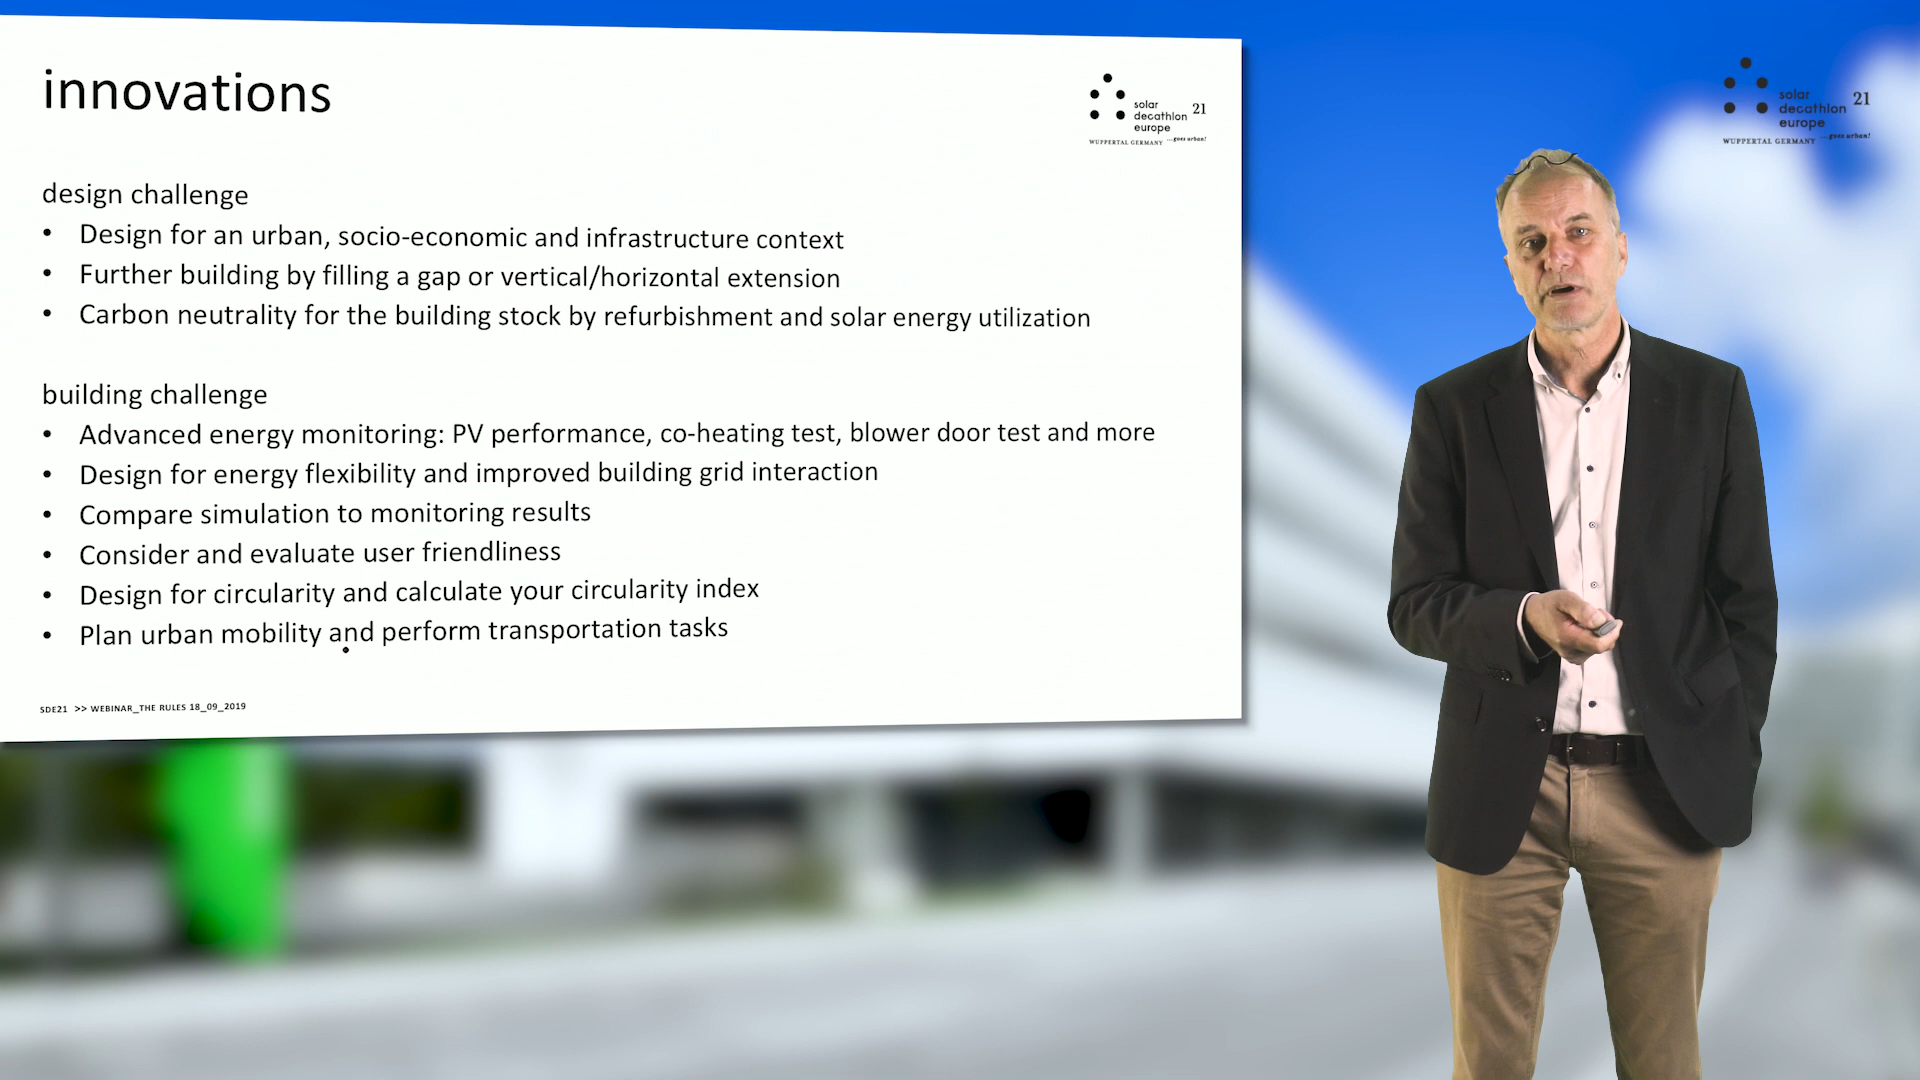 innovations
solar
decathlon
europe
21
WUPPERTAL GERMANY
...goes urban!
design challenge
• Design for an urban, socio-economic and infrastructure context
• Further building by filling a gap or vertical/horizontal extension
• Carbon neutrality for the building stock by refurbishment and solar energy utilization
building challenge
• Advanced energy monitoring: PV performance, co-heating test, blower door test and more
• Design for energy flexibility and improved building grid interaction
• Compare simulation to monitoring results
• Consider and evaluate user friendliness
• Design for circularity and calculate your circularity index
• Plan urban mobility and perform transportation tasks
SDE21 >> WEBINAR_THE RULES 18_09_2019
solar
decathlon
europe
21
WUPPERTAL GERMANY
...goes urban!